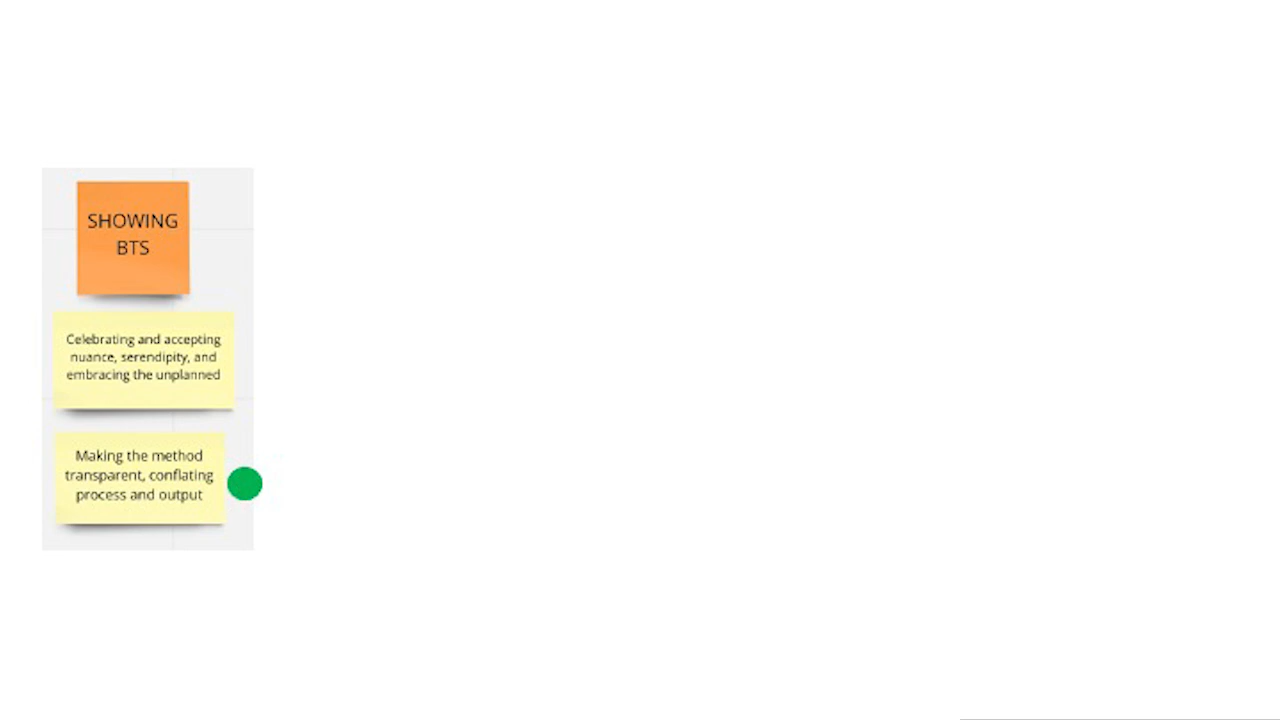 SHOWING
BTS
Celebrating and accepting
nuance, serendipity, and
embracing the unplanned
Making the method
transparent, conflating
process and output